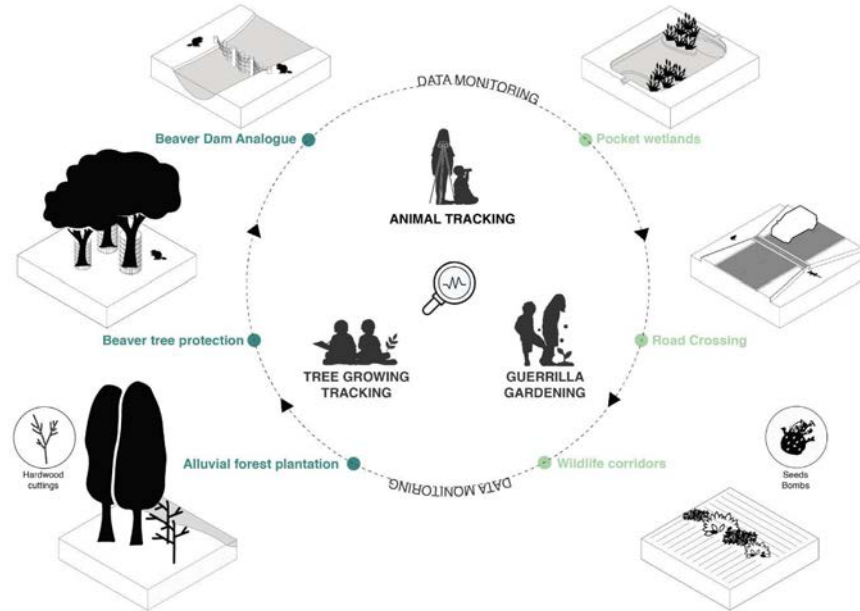 DATA MONITORING
Beaver Dam Analogue
Pocket wetlands
ANIMAL TRACKING
Beaver tree protection
Road Crossing
TREE GROWING
TRACKING
GUERRILLA
GARDENING
Hardwood
cuttings
Alluvial forest plantation
Wildlife corridors
Seeds
Bombs
DATA MONITORING